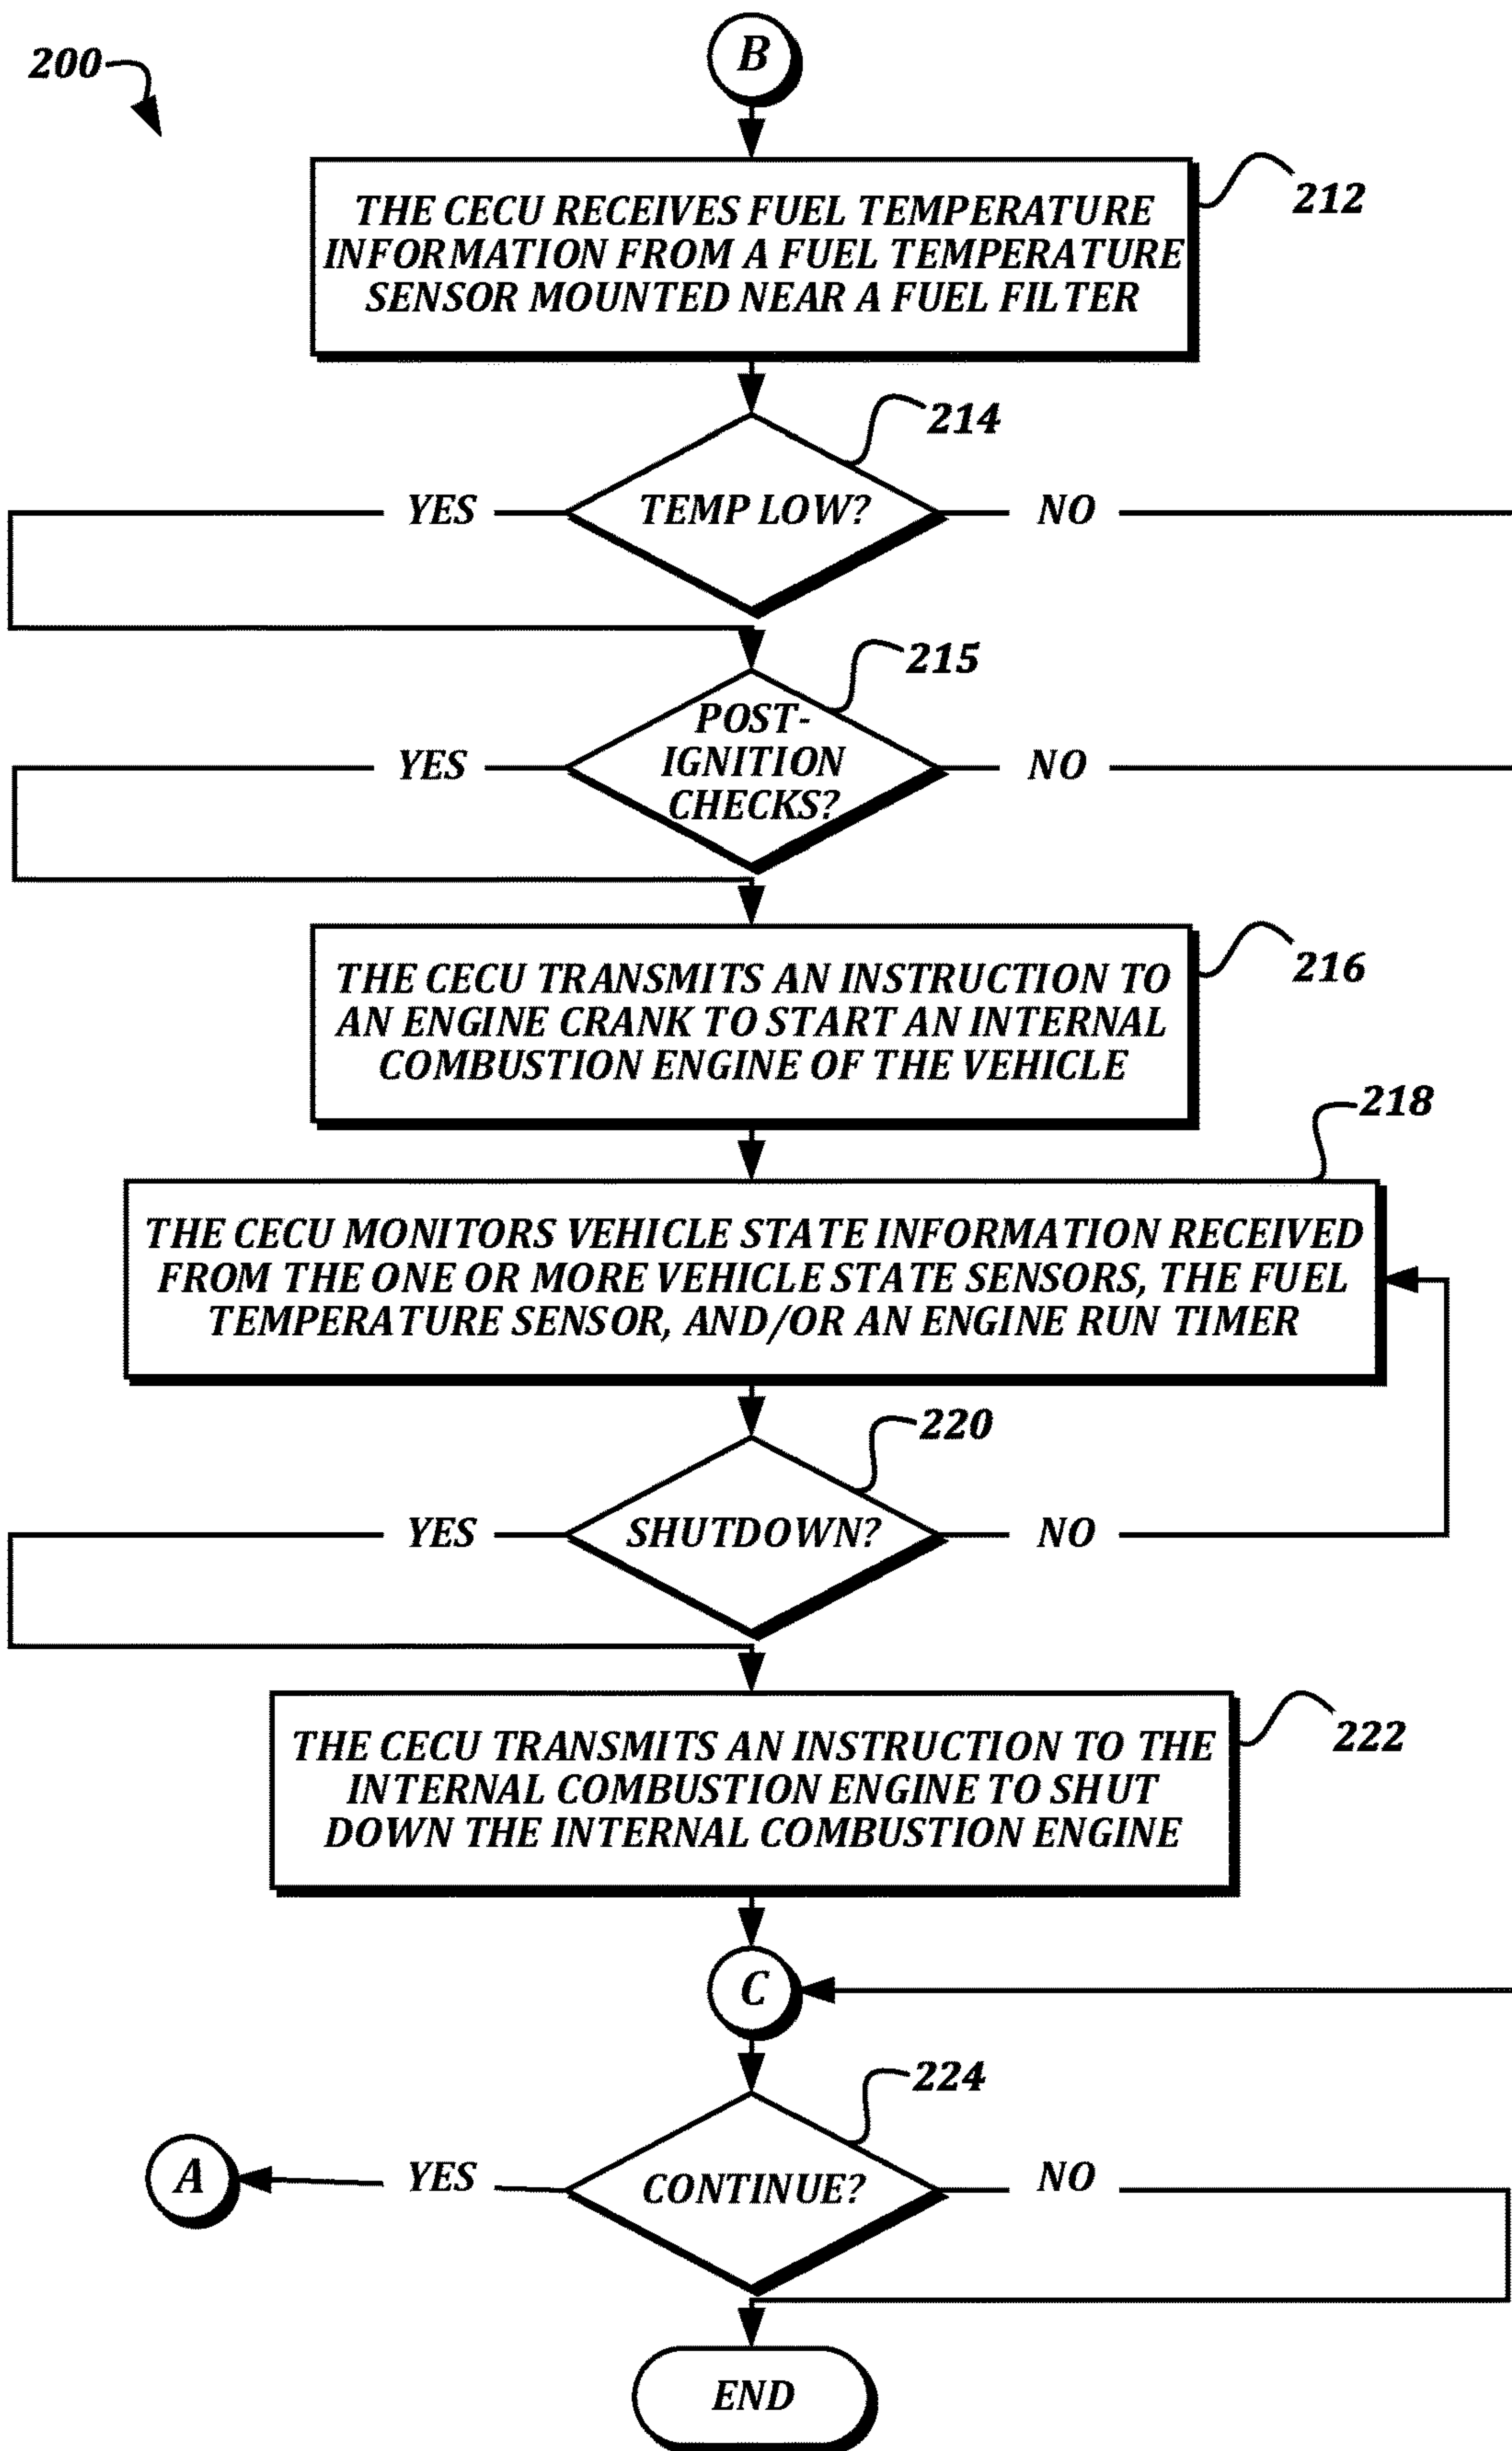 200
B
THE CECU RECEIVES FUEL TEMPERATURE
INFORMATION FROM A FUEL TEMPERATURE
SENSOR MOUNTED NEAR A FUEL FILTER
212
214
YES
TEMP LOW?
NO
215
YES
POST-
IGNITION
CHECKS?
NO
THE CECU TRANSMITS AN INSTRUCTION TO
AN ENGINE CRANK TO START AN INTERNAL
COMBUSTION ENGINE OF THE VEHICLE
216
218
THE CECU MONITORS VEHICLE STATE INFORMATION RECEIVED
FROM THE ONE OR MORE VEHICLE STATE SENSORS, THE FUEL
TEMPERATURE SENSOR, AND/OR AN ENGINE RUN TIMER
220
YES
SHUTDOWN?
NO
THE CECU TRANSMITS AN INSTRUCTION TO THE
INTERNAL COMBUSTION ENGINE TO SHUT
DOWN THE INTERNAL COMBUSTION ENGINE
222
C
224
A
YES
CONTINUE?
NO
END